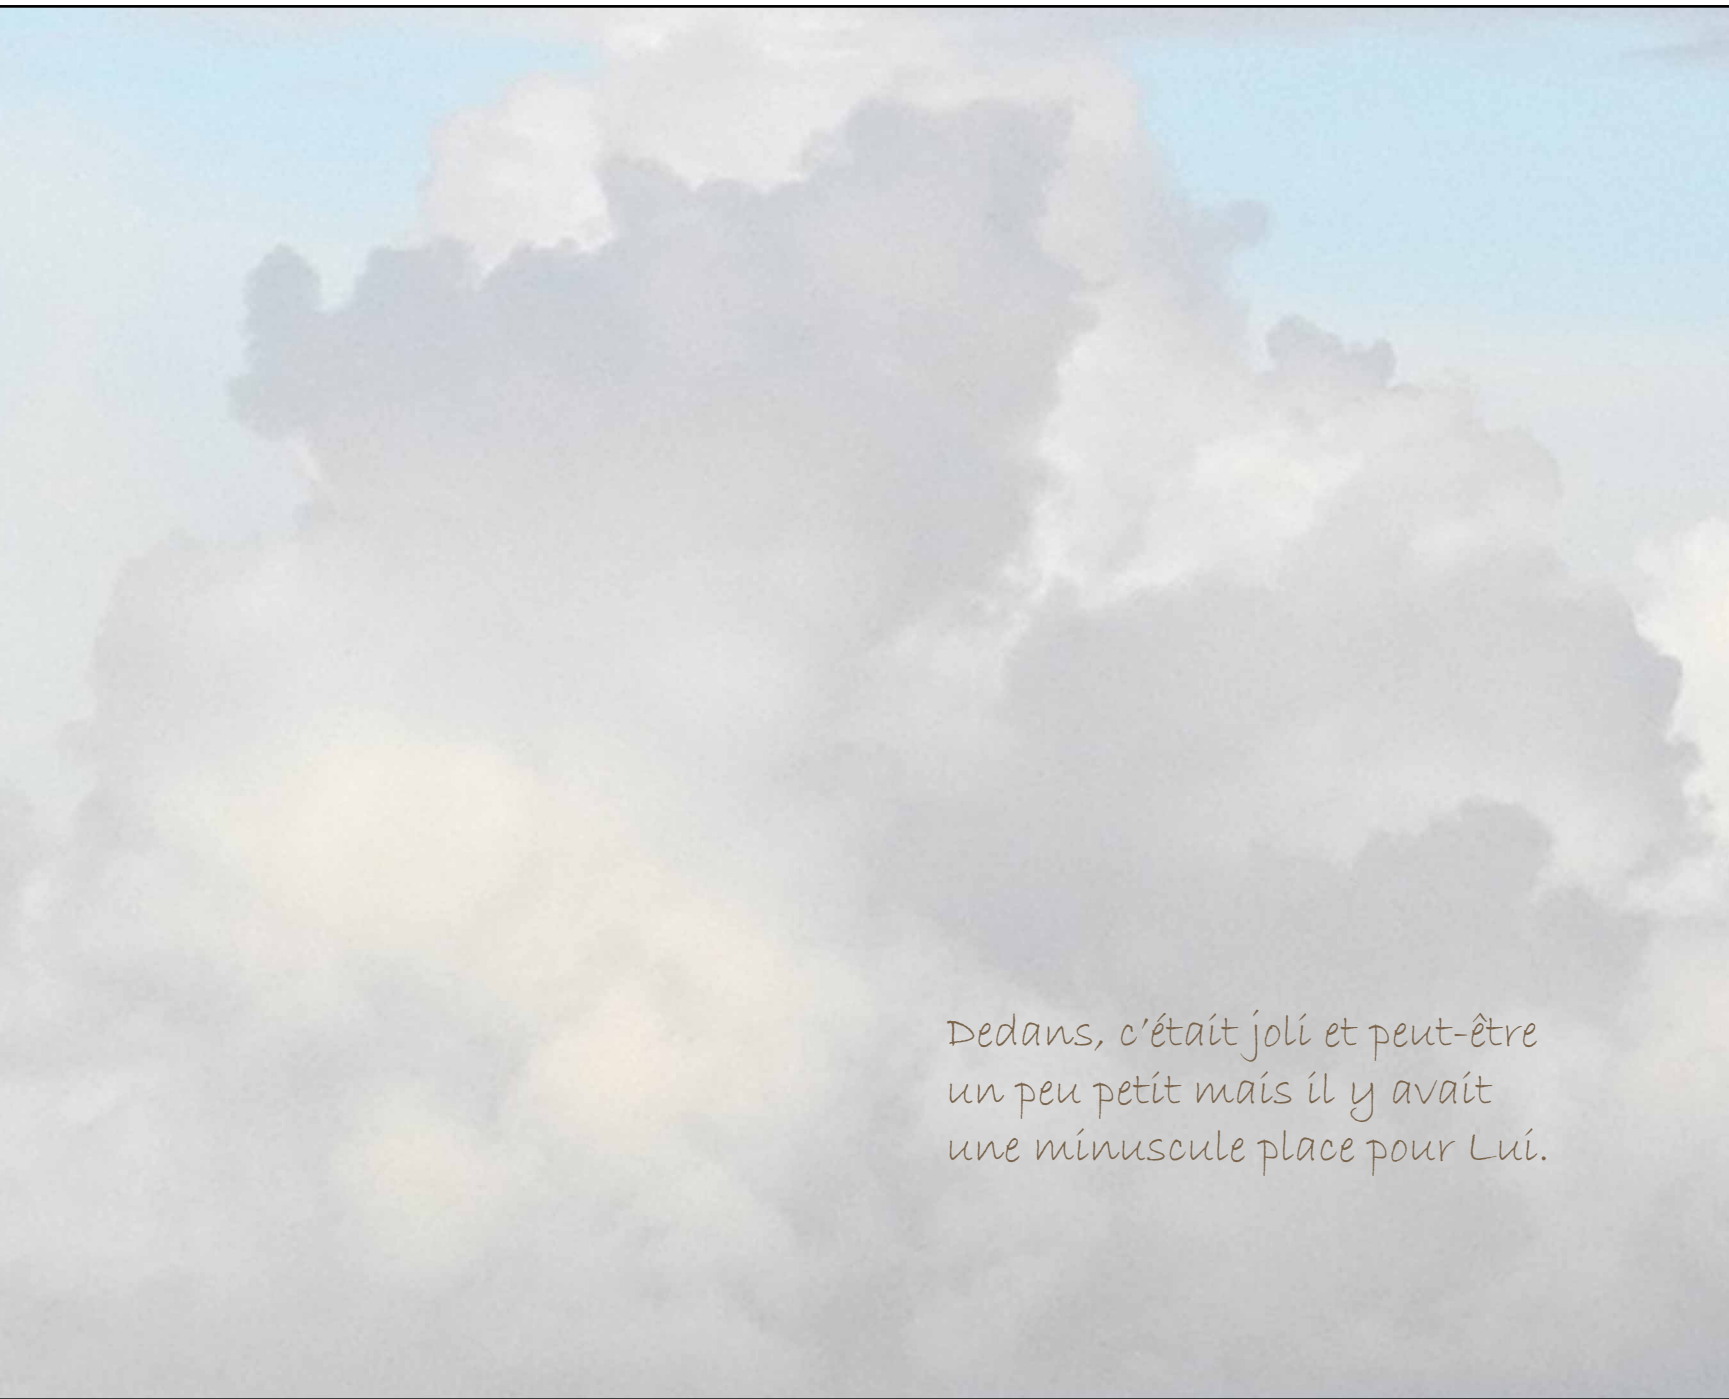 Dedans, c'était joli et peut-être
un peu petit mais il y avait
une minuscule place pour Lui.